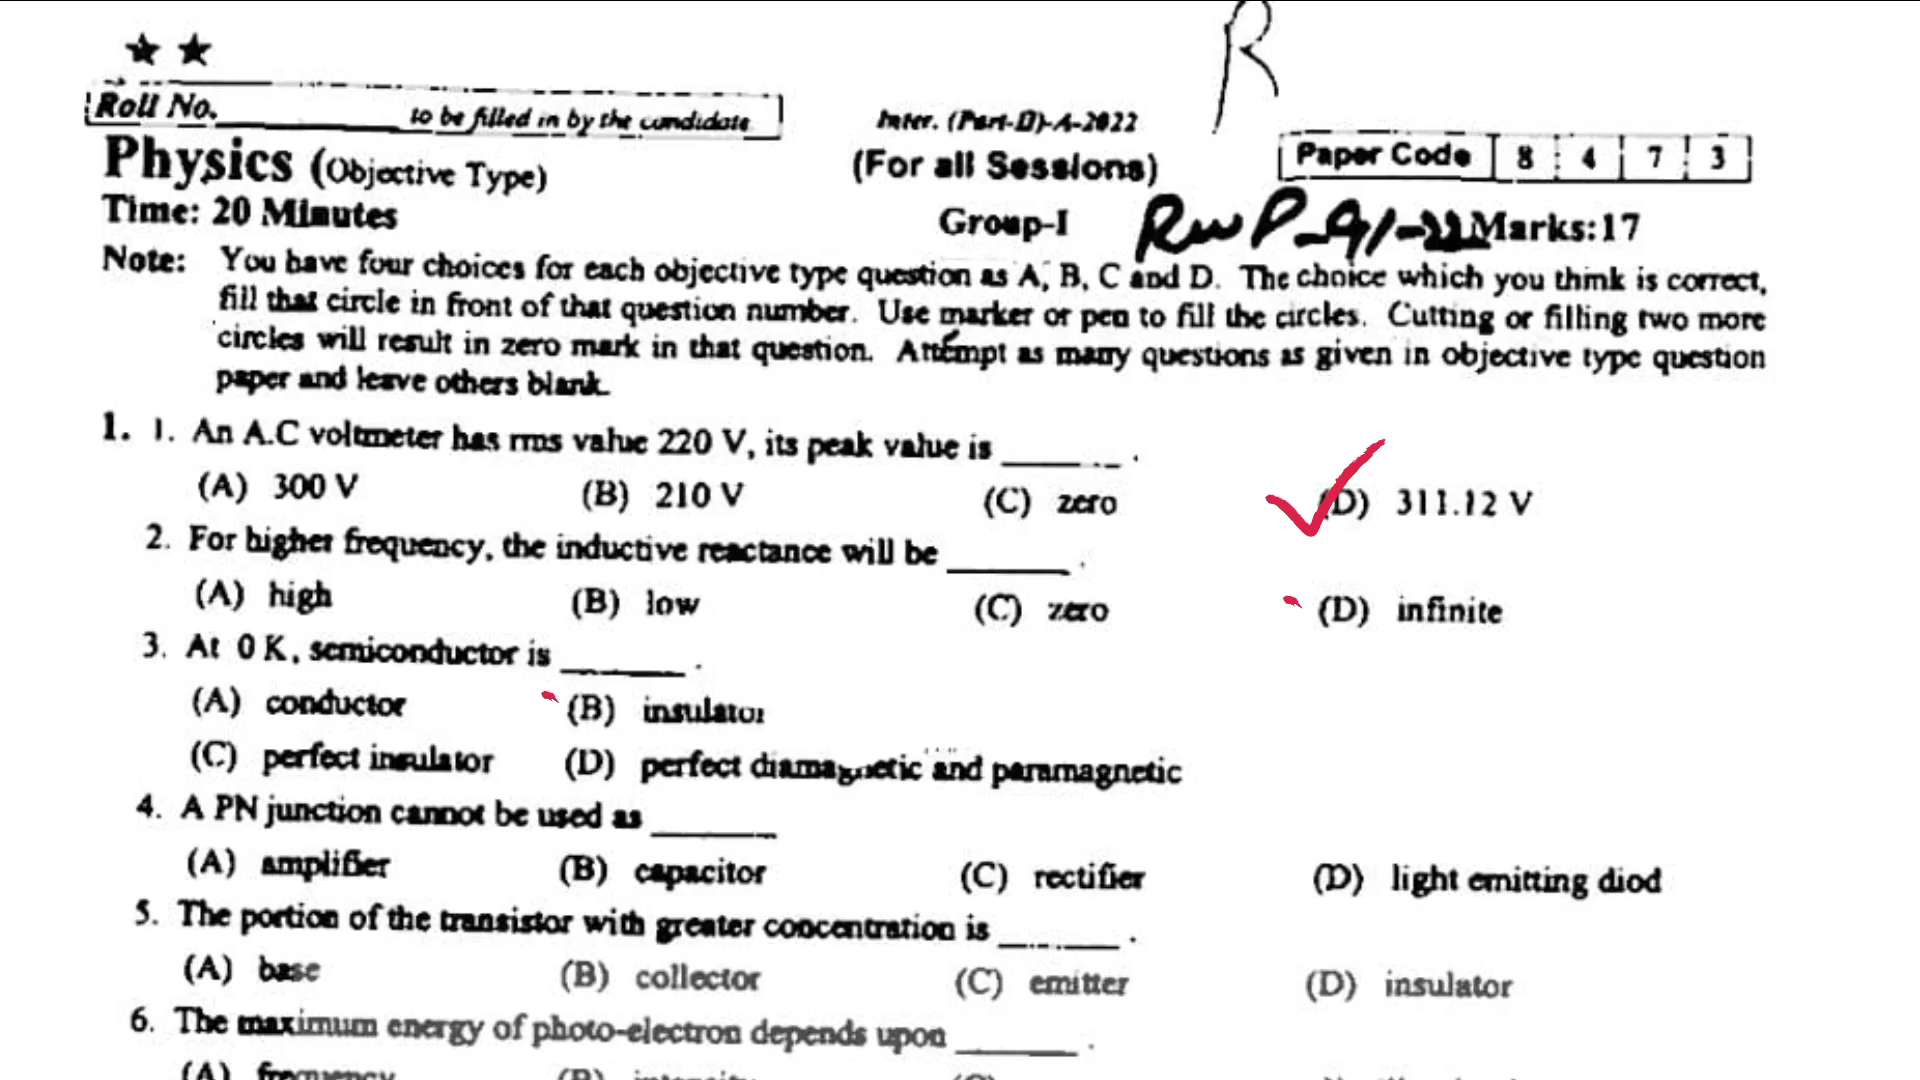 R
Roll No. to be filled in by the candidate
Inter. (Part-II)-A-2022
Physics (Objective Type)
(For all Sessions)
Paper Code 8 4 7 3
Time: 20 Minutes
Group-I
RWP-G1-22
Marks:17
Note: You have four choices for each objective type question as A, B, C and D. The choice which you think is correct,
fill that circle in front of that question number. Use marker or pen to fill the circles. Cutting or filling two more
circles will result in zero mark in that question. Attempt as many questions as given in objective type question
paper and leave others blank.
1. 1. An A.C voltmeter has rms value 220 V, its peak value is ______ .
(A) 300 V (B) 210 V (C) zero (D) 311.12 V
2. For higher frequency, the inductive reactance will be ______ .
(A) high (B) low (C) zero (D) infinite
3. At 0 K, semiconductor is ______ .
(A) conductor (B) insulator
(C) perfect insulator (D) perfect diamagnetic and paramagnetic
4. A PN junction cannot be used as ______
(A) amplifier (B) capacitor (C) rectifier (D) light emitting diod
5. The portion of the transistor with greater concentration is ______ .
(A) base (B) collector (C) emitter (D) insulator
6. The maximum energy of photo-electron depends upon ______ .
(A) frequency (B) intensity